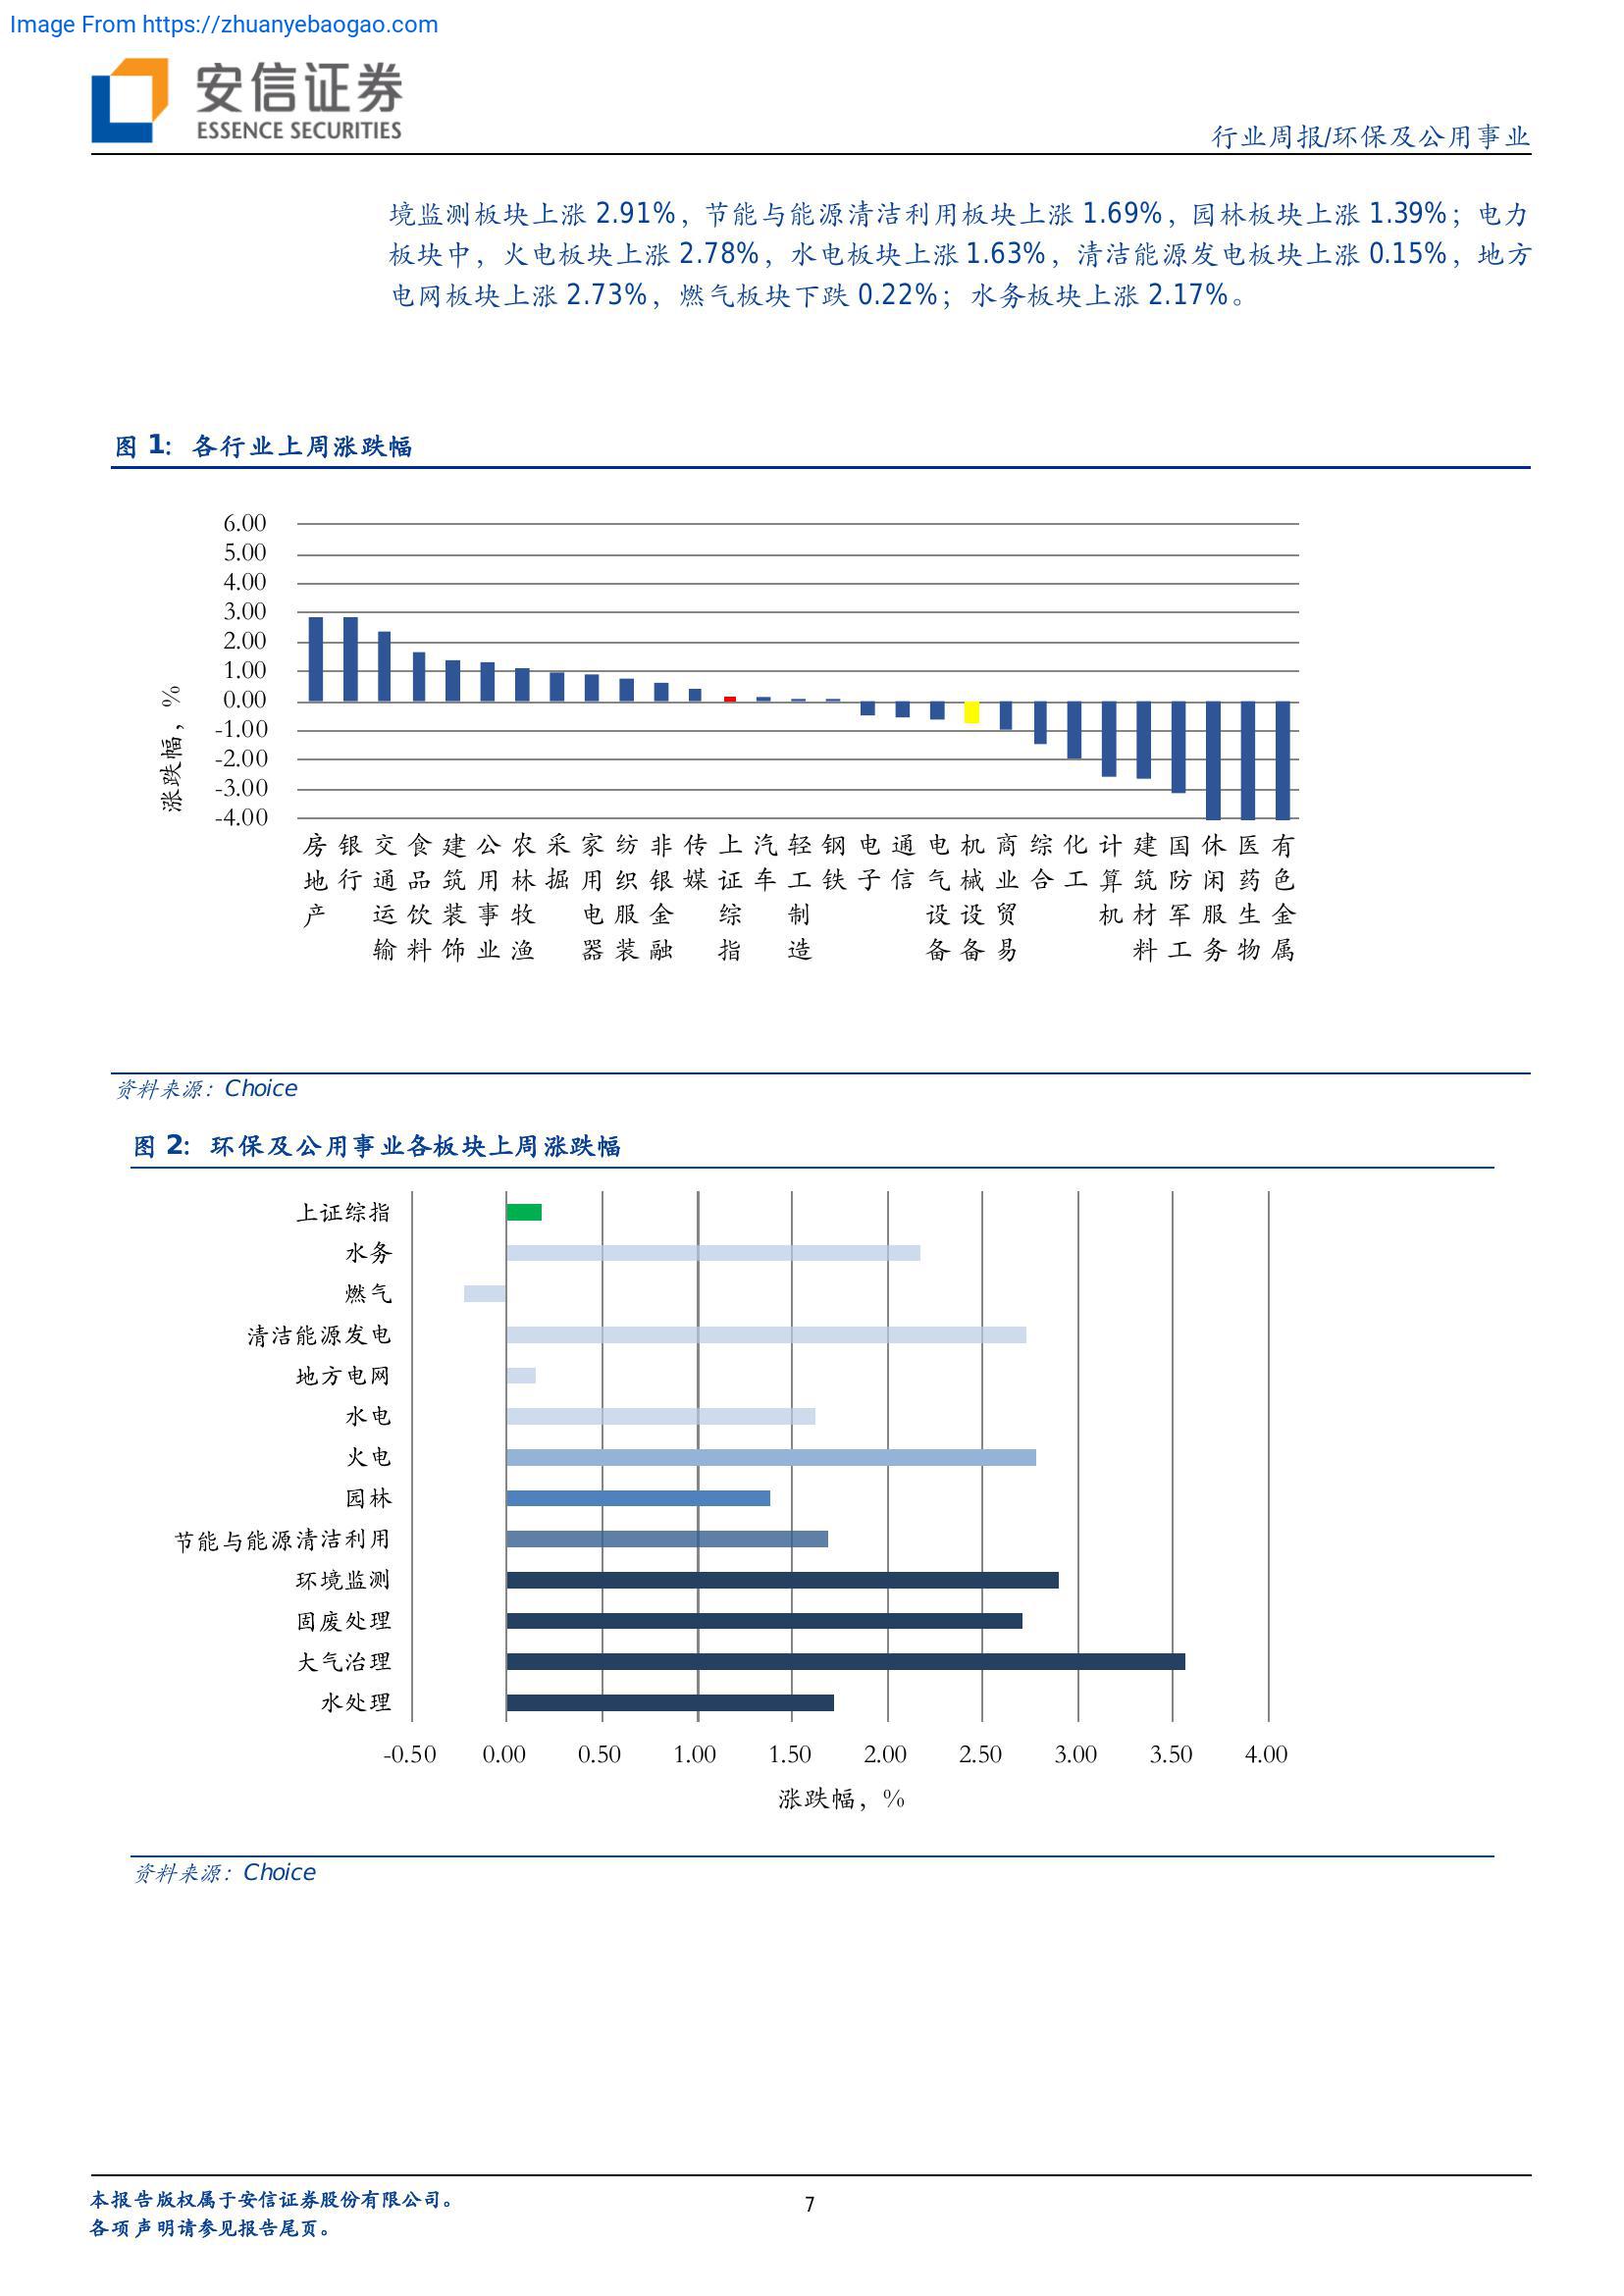 Image From https://zhuanyebaogao.com
安信证券
ESSENCE SECURITIES
行业周报/环保及公用事业
境监测板块上涨 2.91%，节能与能源清洁利用板块上涨 1.69%，园林板块上涨 1.39%；电力
板块中，火电板块上涨 2.78%，水电板块上涨 1.63%，清洁能源发电板块上涨 0.15%，地方
电网板块上涨 2.73%，燃气板块下跌 0.22%；水务板块上涨 2.17%。
图 1：各行业上周涨跌幅
涨跌幅，%
6.00
5.00
4.00
3.00
2.00
1.00
0.00
-1.00
-2.00
-3.00
-4.00
房地产
银行
交通运输
食品饮料
建筑装饰
公用事业
农林牧渔
采掘
家用电器
纺织服装
非银金融
传媒
上证综指
汽车
轻工制造
钢铁
电子
通信
电气设备
机械设备
商业贸易
综合
化工
计算机
建筑材料
国防军工
休闲服务
医药生物
有色金属
资料来源：Choice
图 2：环保及公用事业各板块上周涨跌幅
上证综指
水务
燃气
清洁能源发电
地方电网
水电
火电
园林
节能与能源清洁利用
环境监测
固废处理
大气治理
水处理
-0.50 0.00 0.50 1.00 1.50 2.00 2.50 3.00 3.50 4.00
涨跌幅，%
资料来源：Choice
本报告版权属于安信证券股份有限公司。
各项声明请参见报告尾页。
7